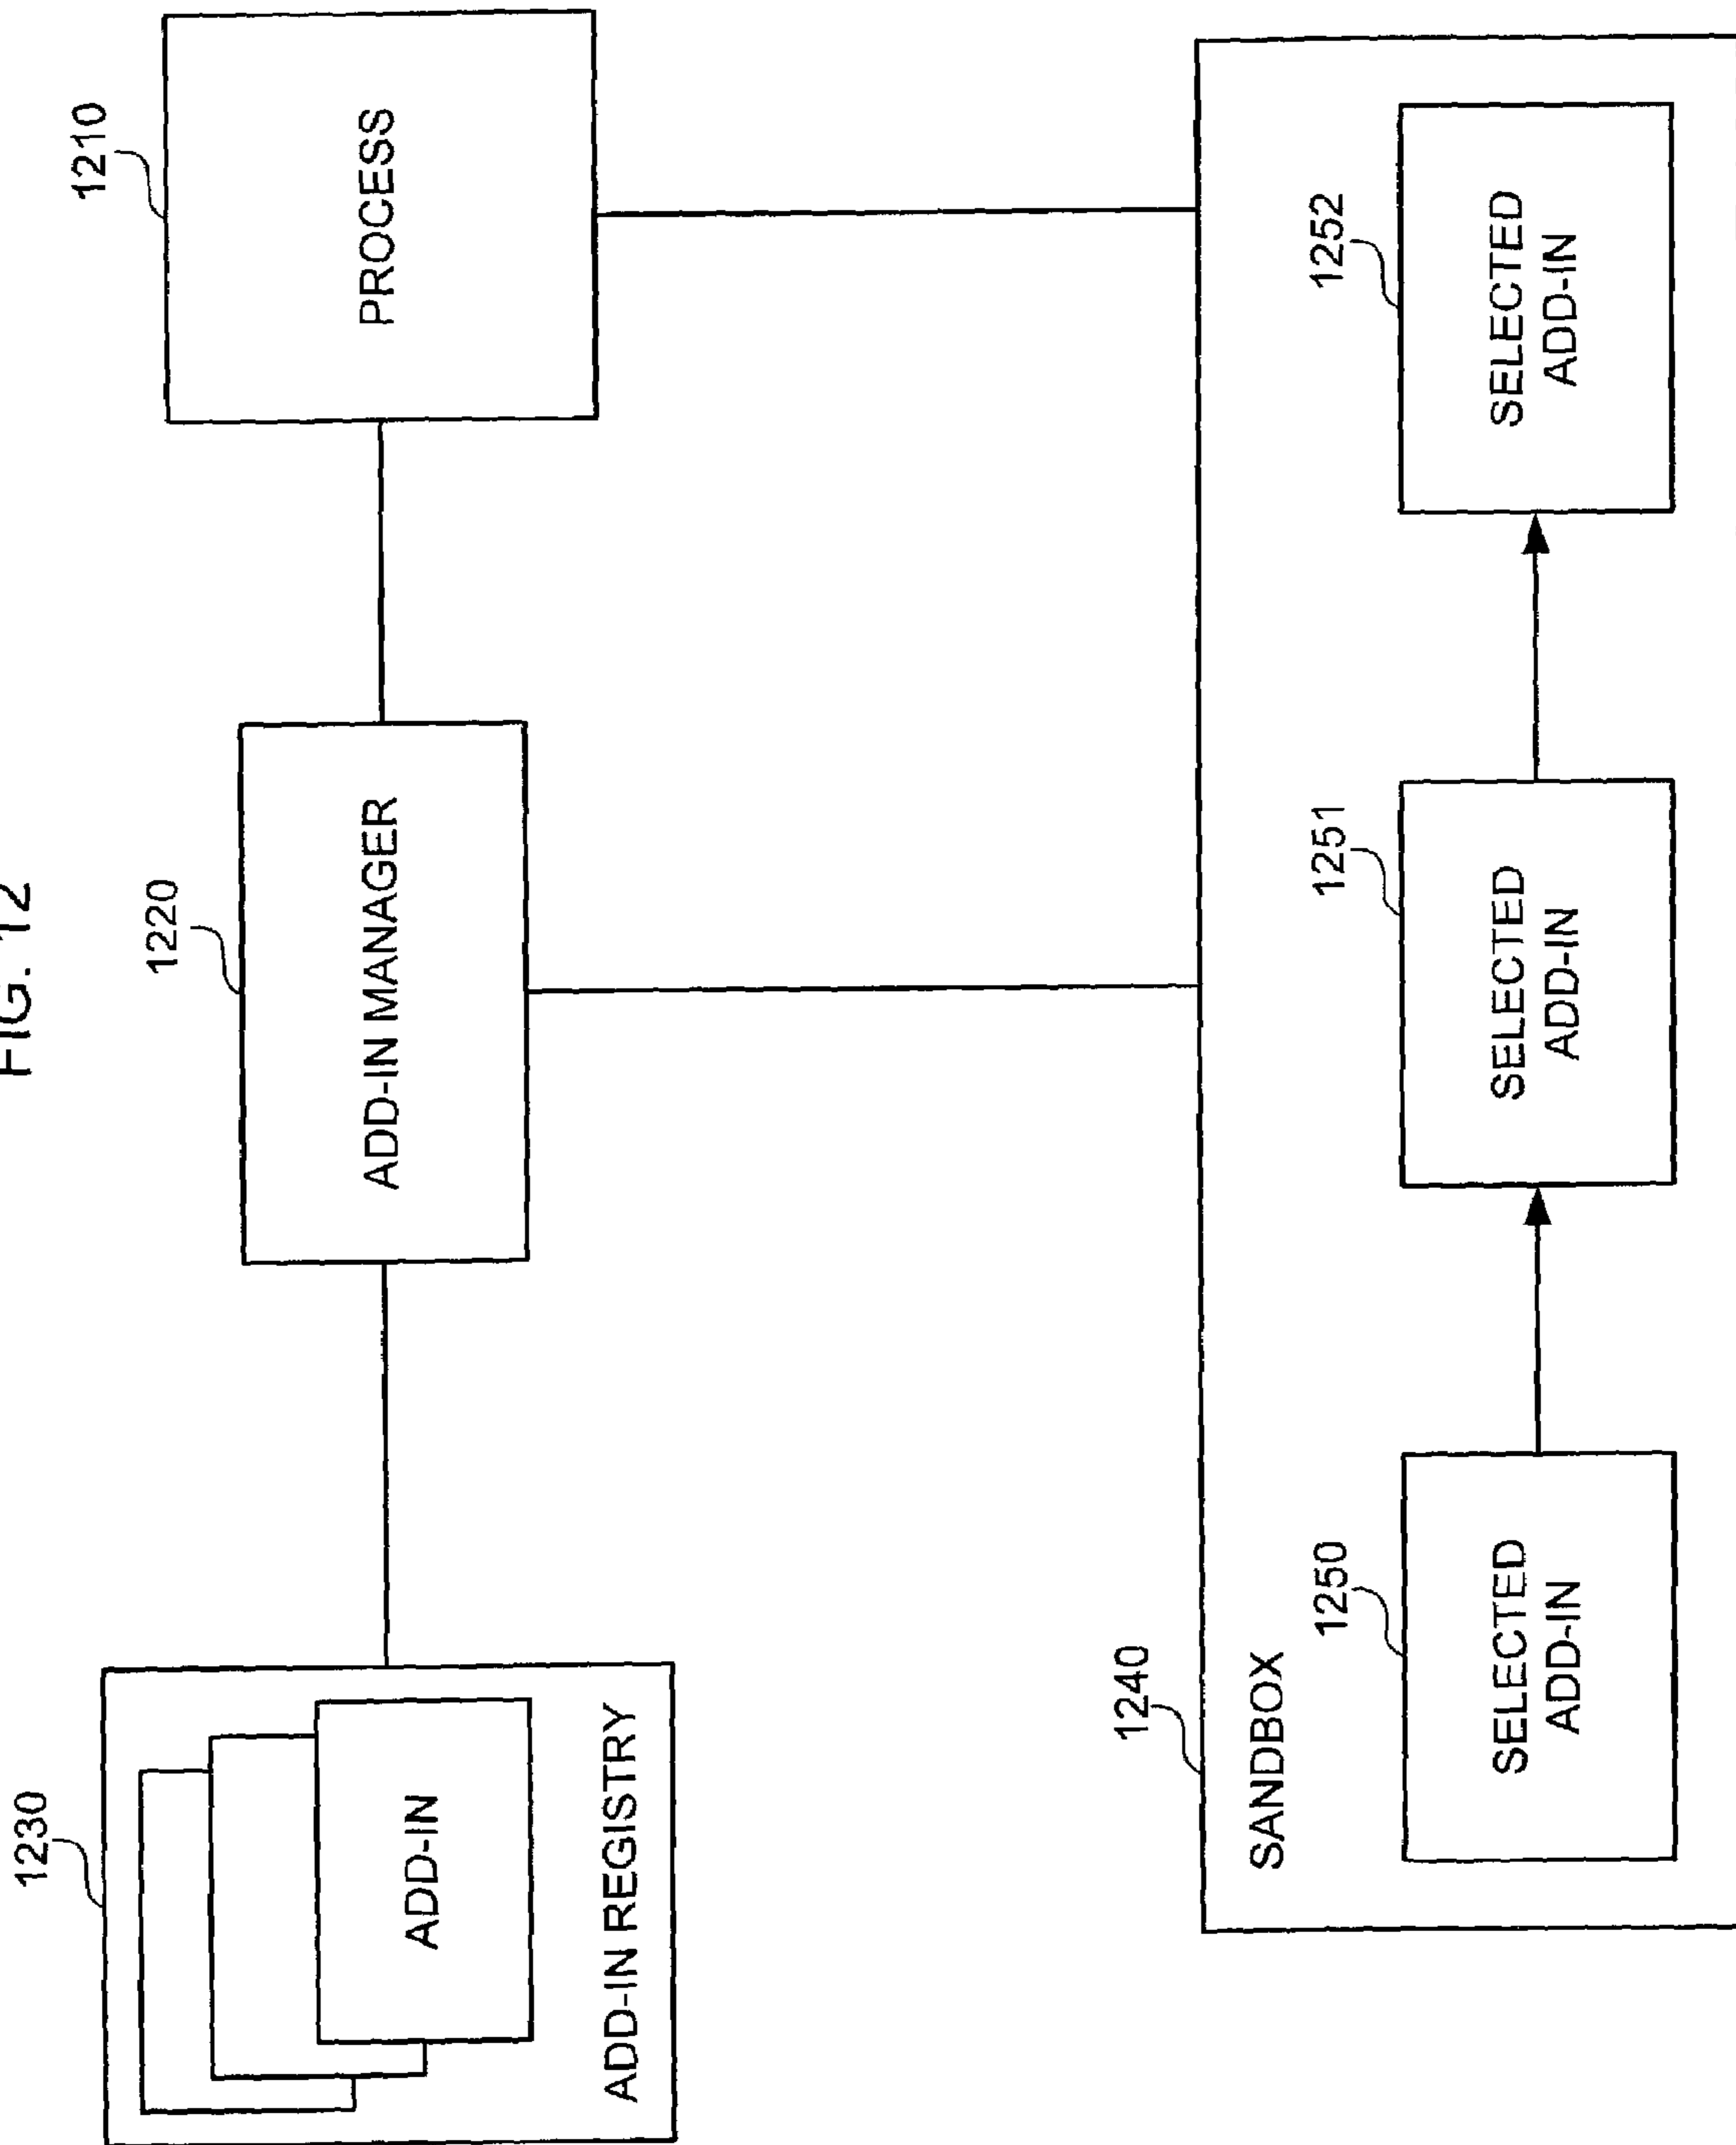 FIG. 12
1230
ADD-IN
ADD-IN REGISTRY
1220
ADD-IN MANAGER
1210
PROCESS
1240
SANDBOX
1250
SELECTED
ADD-IN
1251
SELECTED
ADD-IN
1252
SELECTED
ADD-IN